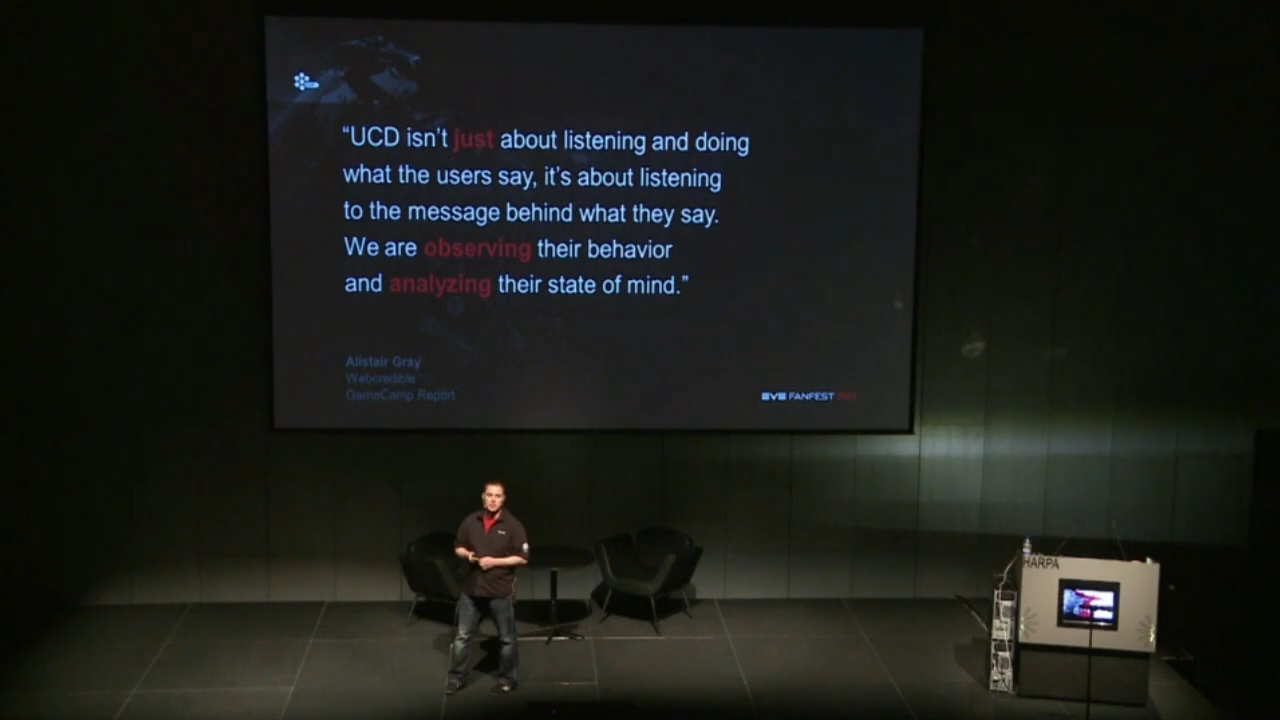 “UCD isn’t just about listening and doing
what the users say, it’s about listening
to the message behind what they say.
We are observing their behavior
and analyzing their state of mind.”
Alistair Gray
Webcredible
GameCamp Report
EVE FANFEST
HARPA